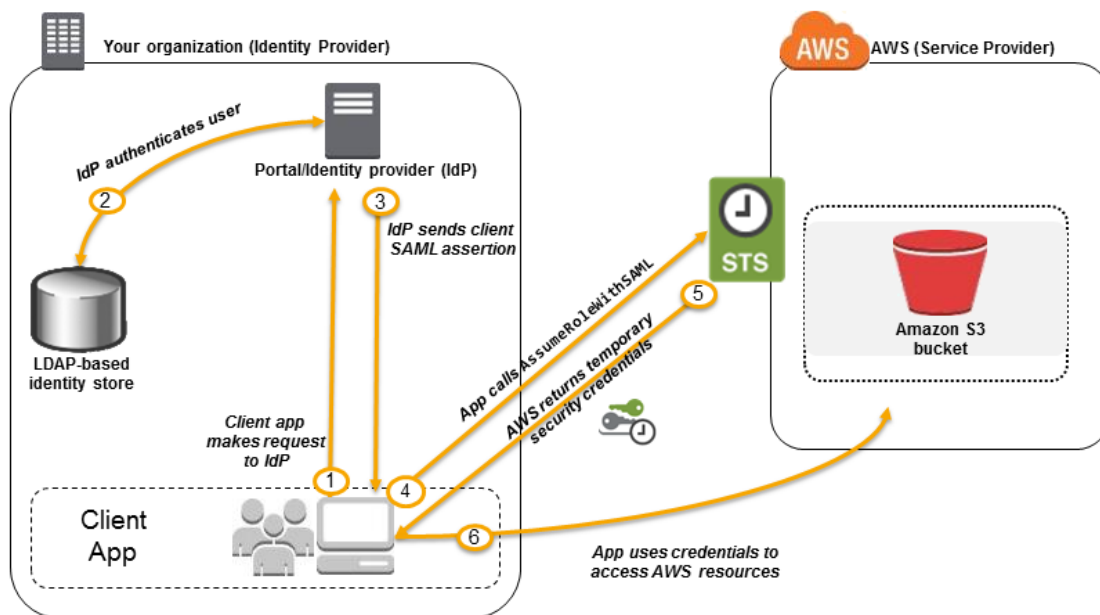 Your organization (Identity Provider)
AWS
AWS (Service Provider)
IdP authenticates user
Portal/Identity provider (IdP)
2
3
IdP sends client
SAML assertion
STS
5
LDAP-based
identity store
Amazon S3
bucket
App calls AssumeRoleWithSAML
AWS returns temporary
security credentials
Client app
makes request
to IdP
1
4
Client
App
6
App uses credentials to
access AWS resources